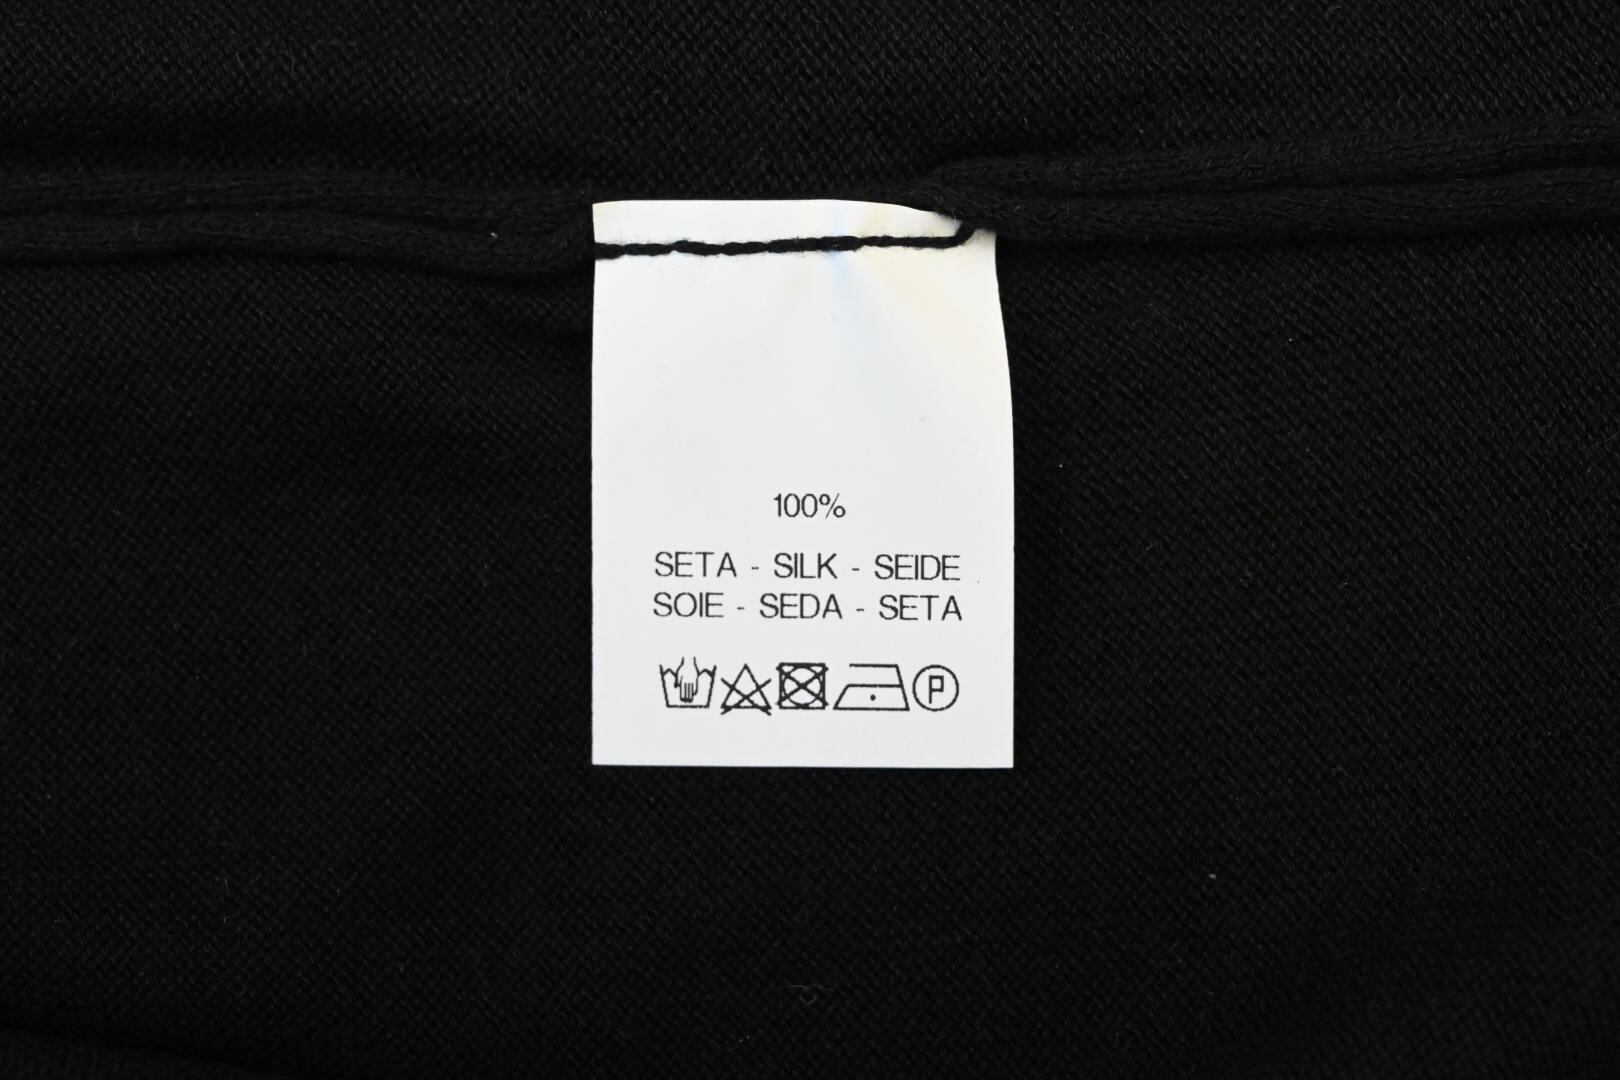 100%
SETA - SILK - SEIDE
SOIE - SEDA - SETA
P